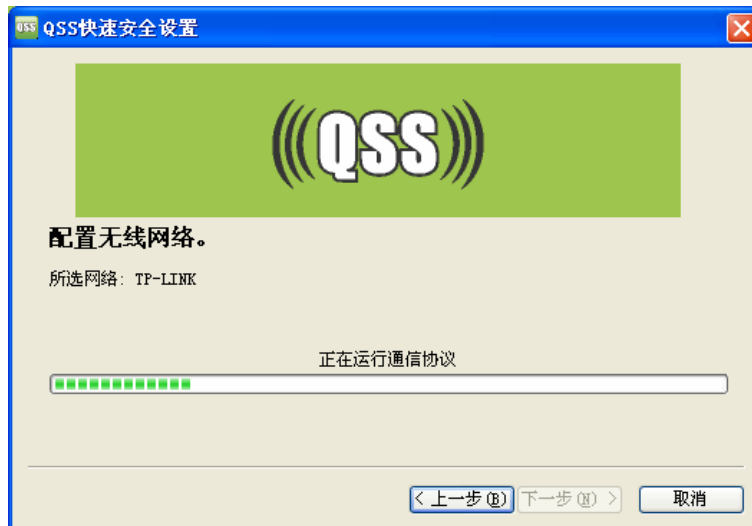 QSS QSS快速安全设置
QSS
配置无线网络。
所选网络: TP-LINK
正在运行通信协议
< 上一步(B) 下一步(N) > 取消